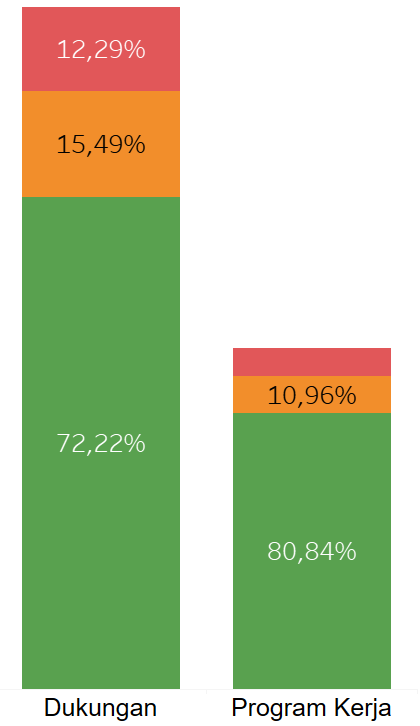 12,29%
15,49%
72,22%
10,96%
80,84%
Dukungan
Program Kerja